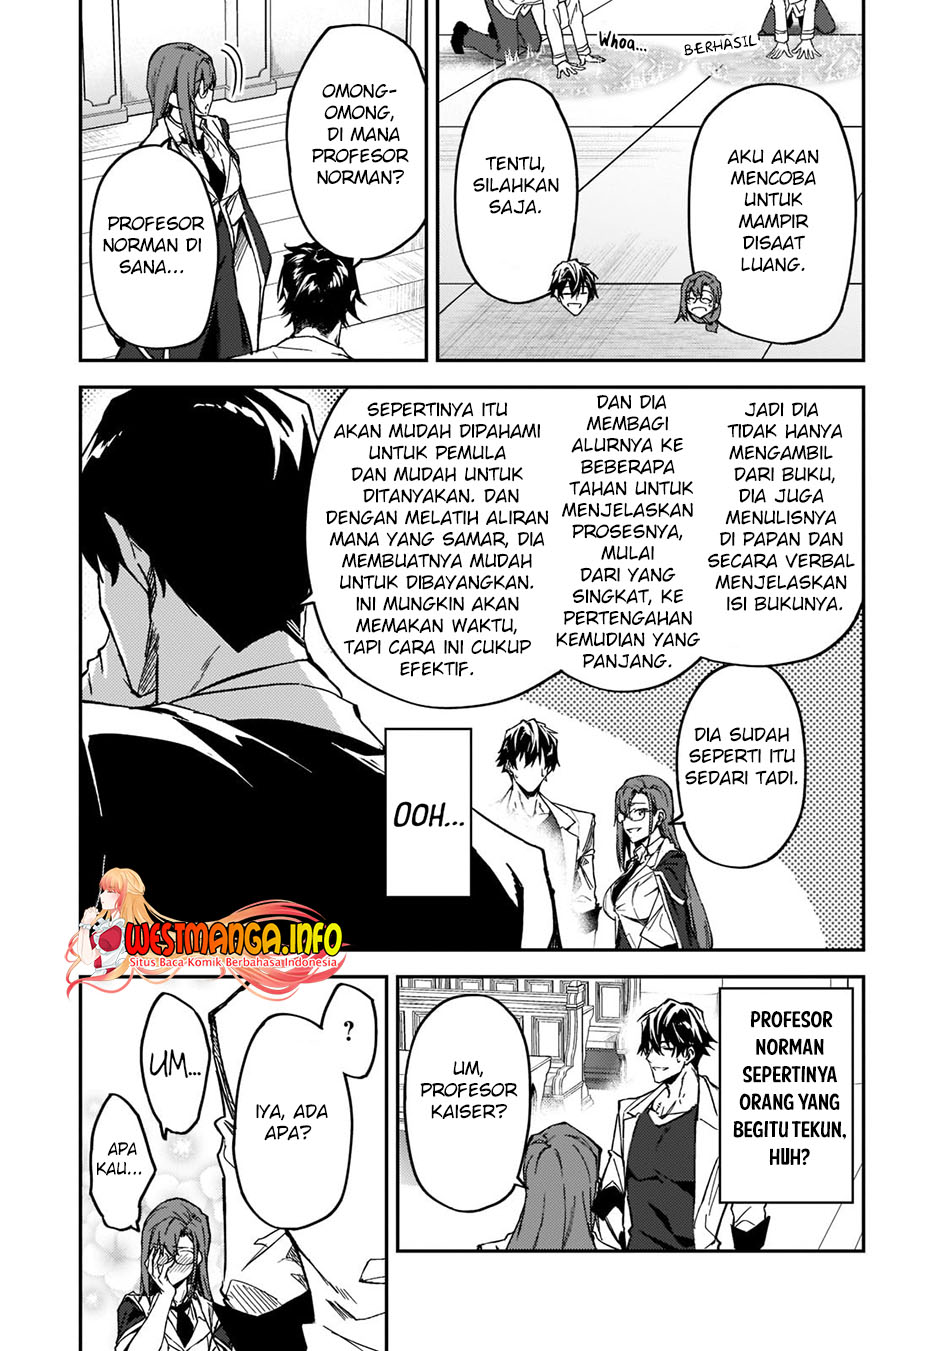 Whoa...
BERHASIL
AKU AKAN
MENCOBA
UNTUK
MAMPIR
DISAAT
LUANG.
TENTU,
SILAHKAN
SAJA.
OMONG-
OMONG,
DI MANA
PROFESOR
NORMAN?
PROFESOR
NORMAN DI
SANA...
JADI DIA
TIDAK HANYA
MENGAMBIL
DARI BUKU,
DIA JUGA
MENULISNYA
DI PAPAN DAN
SECARA VERBAL
MENJELASKAN
ISI BUKUNYA.
DAN DIA
MEMBAGI
ALURNYA KE
BEBERAPA
TAHAN UNTUK
MENJELASKAN
PROSESNYA,
MULAI
DARI YANG
SINGKAT, KE
PERTENGAHAN
KEMUDIAN YANG
PANJANG.
SEPERTINYA ITU
AKAN MUDAH DIPAHAMI
UNTUK PEMULA
DAN MUDAH UNTUK
DITANYAKAN. DAN
DENGAN MELATIH ALIRAN
MANA YANG SAMAR, DIA
MEMBUATNYA MUDAH
UNTUK DIBAYANGKAN.
INI MUNGKIN AKAN
MEMAKAN WAKTU,
TAPI CARA INI CUKUP
EFEKTIF.
DIA SUDAH
SEPERTI ITU
SEDARI TADI.
OOH...
WESTMANGA.INFO
Situs Baca Komik Berbahasa Indonesia
PROFESOR
NORMAN
SEPERTINYA
ORANG YANG
BEGITU TEKUN,
HUH?
UM,
PROFESOR
KAISER?
?
IYA, ADA
APA?
UM...
APA
KAU...